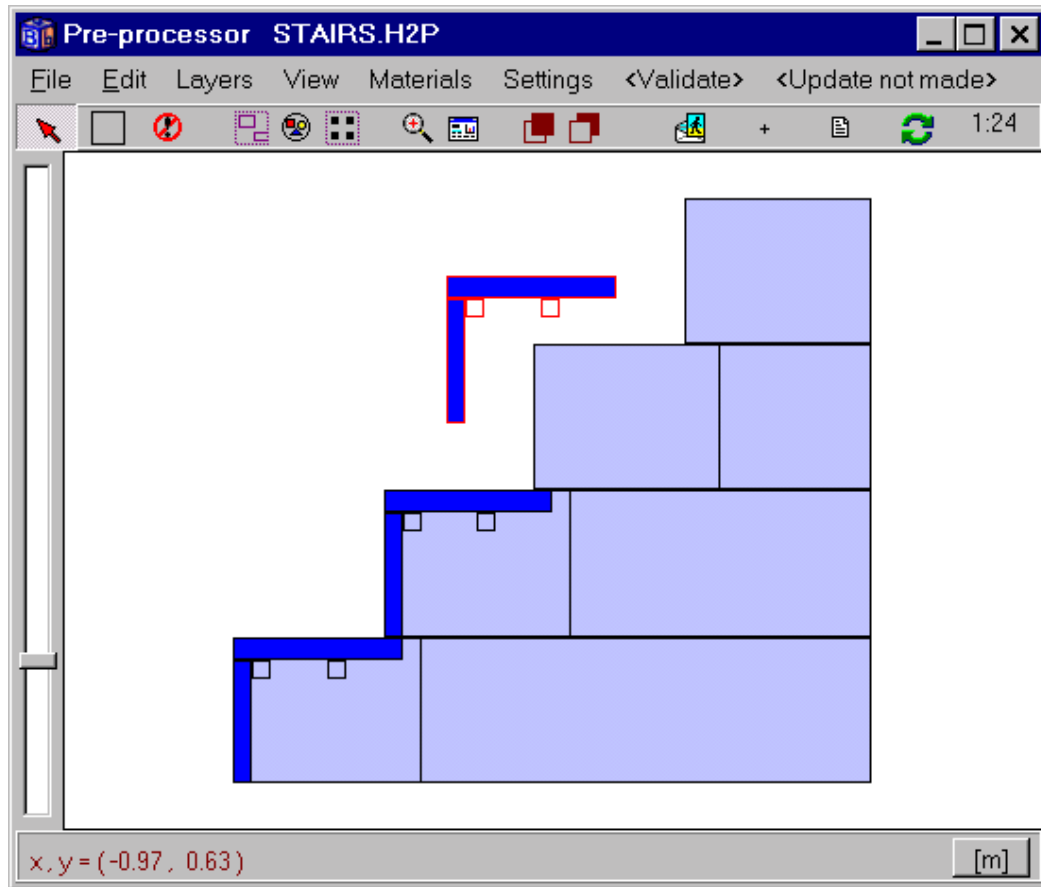 Pre-processor STAIRS.H2P
File Edit Layers View Materials Settings <Validate> <Update not made>
1:24
x, y = (-0.97, 0.63)
[m]